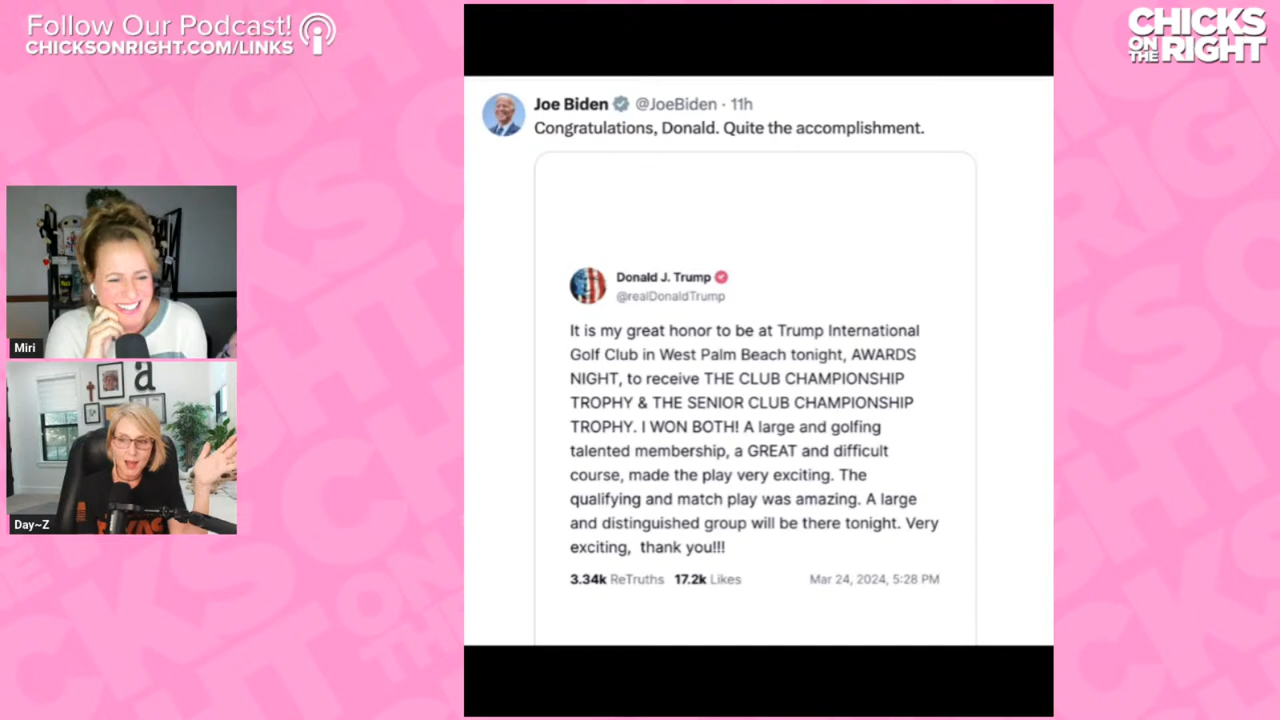 Follow Our Podcast!
CHICKSONRIGHT.COM/LINKS
CHICKS
ON THE RIGHT
Joe Biden @JoeBiden · 11h
Congratulations, Donald. Quite the accomplishment.
Donald J. Trump
@realDonaldTrump
It is my great honor to be at Trump International
Golf Club in West Palm Beach tonight, AWARDS
NIGHT, to receive THE CLUB CHAMPIONSHIP
TROPHY & THE SENIOR CLUB CHAMPIONSHIP
TROPHY. I WON BOTH! A large and golfing
talented membership, a GREAT and difficult
course, made the play very exciting. The
qualifying and match play was amazing. A large
and distinguished group will be there tonight. Very
exciting, thank you!!!
3.34k ReTruths 17.2k Likes Mar 24, 2024, 5:28 PM
Miri
a
Day~Z